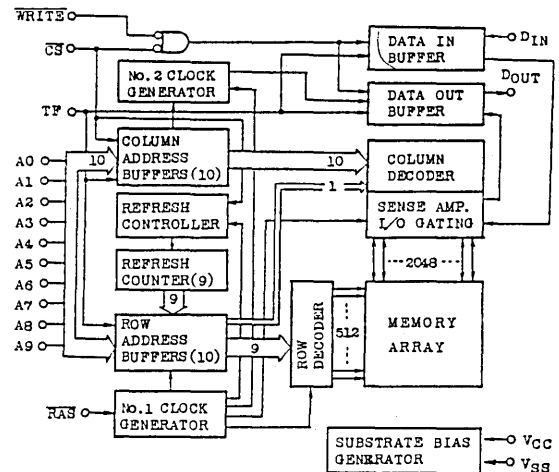 WRITE
CS
TF
A0
A1
A2
A3
A4
A5
A6
A7
A8
A9
RAS
No.2 CLOCK
GENERATOR
10
COLUMN
ADDRESS
BUFFERS(10)
REFRESH
CONTROLLER
REFRESH
COUNTER(9)
9
ROW
ADDRESS
BUFFERS(10)
No.1 CLOCK
GENERATOR
10
1
9
ROW DECODER
512
DATA IN
BUFFER
DATA OUT
BUFFER
COLUMN
DECODER
SENSE AMP.
I/O GATING
2048
MEMORY
ARRAY
SUBSTRATE BIAS
GENERATOR
DIN
DOUT
VCC
VSS